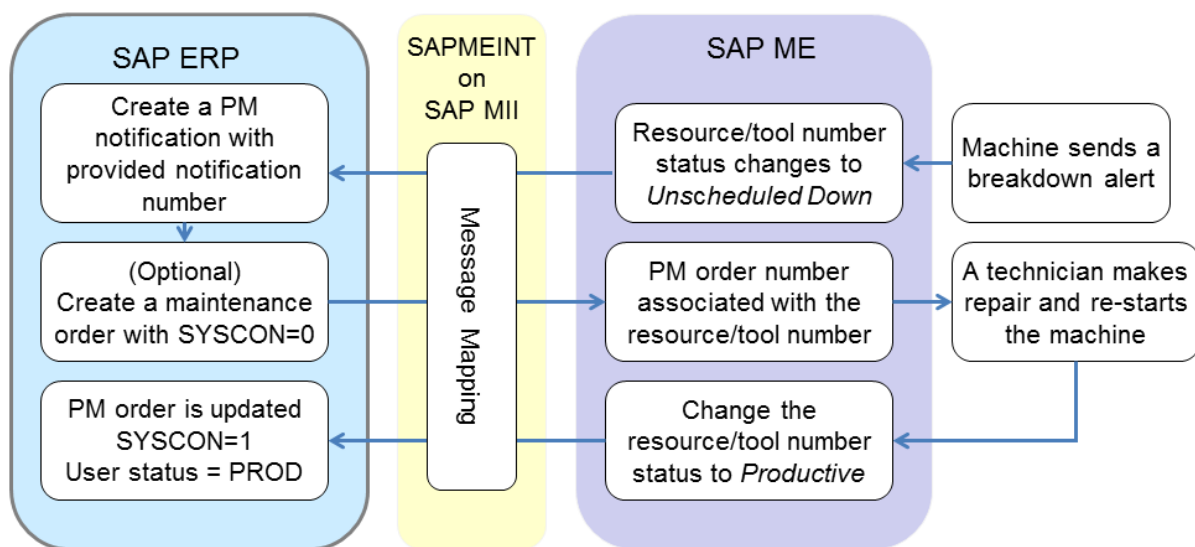 SAP ERP
Create a PM
notification with
provided notification
number
(Optional)
Create a maintenance
order with SYSCON=0
PM order is updated
SYSCON=1
User status = PROD
SAPMEINT
on
SAP MII
Message Mapping
SAP ME
Resource/tool number
status changes to
Unscheduled Down
PM order number
associated with the
resource/tool number
Change the
resource/tool number
status to Productive
Machine sends a
breakdown alert
A technician makes
repair and re-starts
the machine